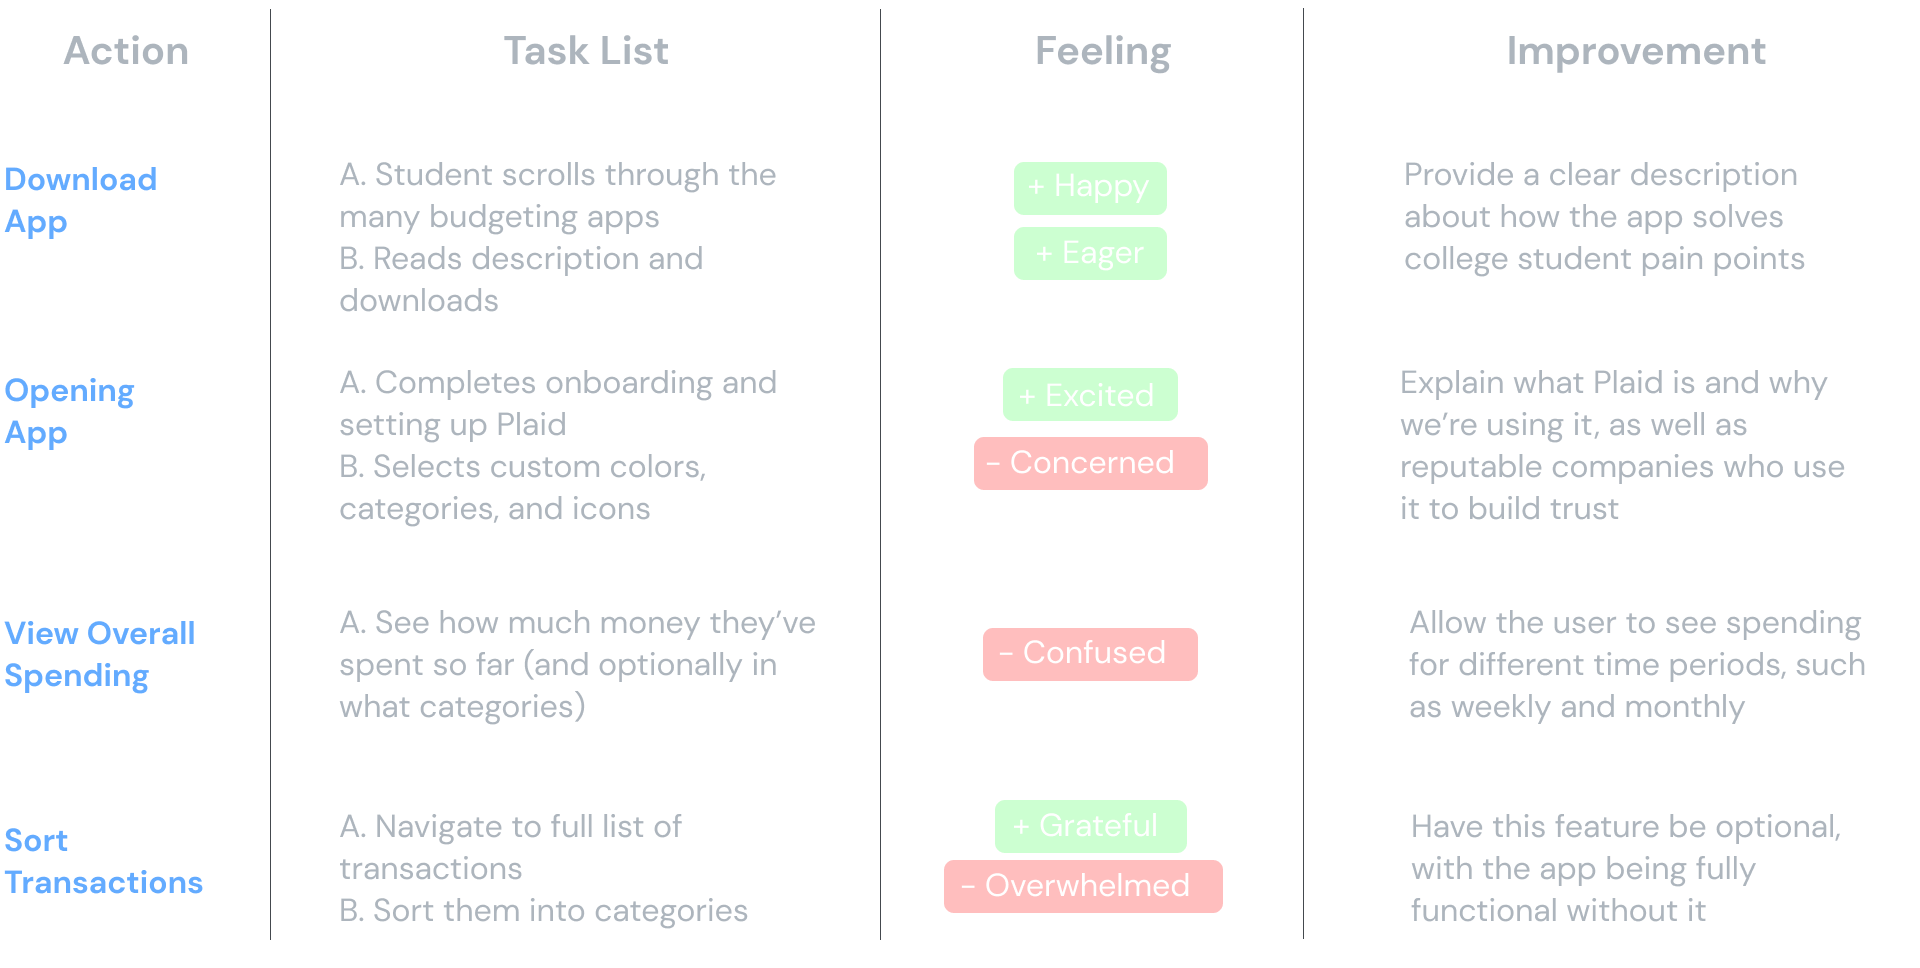 Action
Task List
Feeling
Improvement
Download
App
A. Student scrolls through the
many budgeting apps
B. Reads description and
downloads
+ Happy
+ Eager
Provide a clear description
about how the app solves
college student pain points
Opening
App
A. Completes onboarding and
setting up Plaid
B. Selects custom colors,
categories, and icons
+ Excited
- Concerned
Explain what Plaid is and why
we’re using it, as well as
reputable companies who use
it to build trust
View Overall
Spending
A. See how much money they’ve
spent so far (and optionally in
what categories)
- Confused
Allow the user to see spending
for different time periods, such
as weekly and monthly
Sort
Transactions
A. Navigate to full list of
transactions
B. Sort them into categories
+ Grateful
- Overwhelmed
Have this feature be optional,
with the app being fully
functional without it